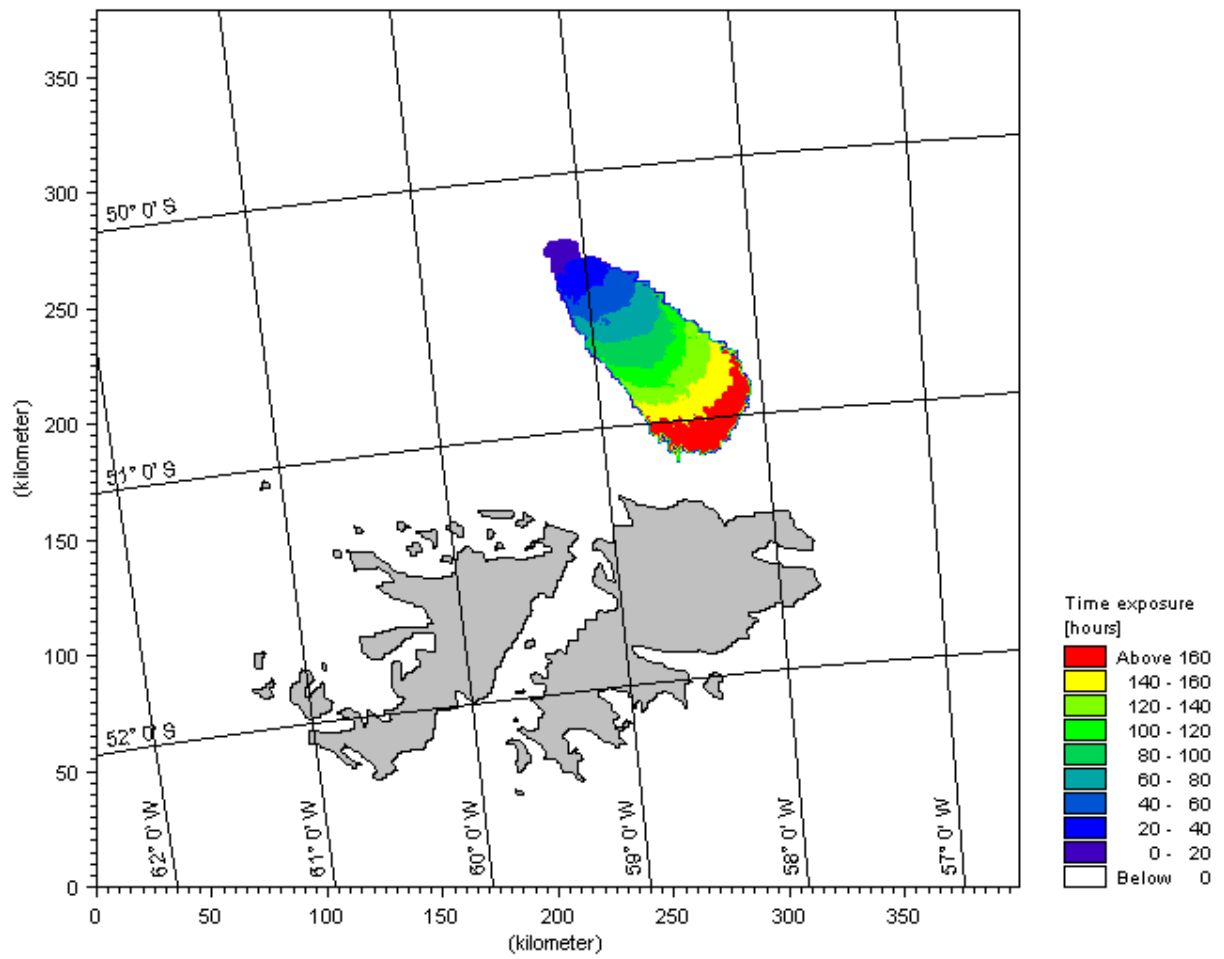 350
300
250
200
150
100
50
0
(kilometer)
50° 0' S
51° 0' S
52° 0' S
62° 0' W
61° 0' W
60° 0' W
59° 0' W
58° 0' W
57° 0' W
0
50
100
150
200
250
300
350
(kilometer)
Time exposure
[hours]
Above 160
140 - 160
120 - 140
100 - 120
80 - 100
60 - 80
40 - 60
20 - 40
0 - 20
Below 0